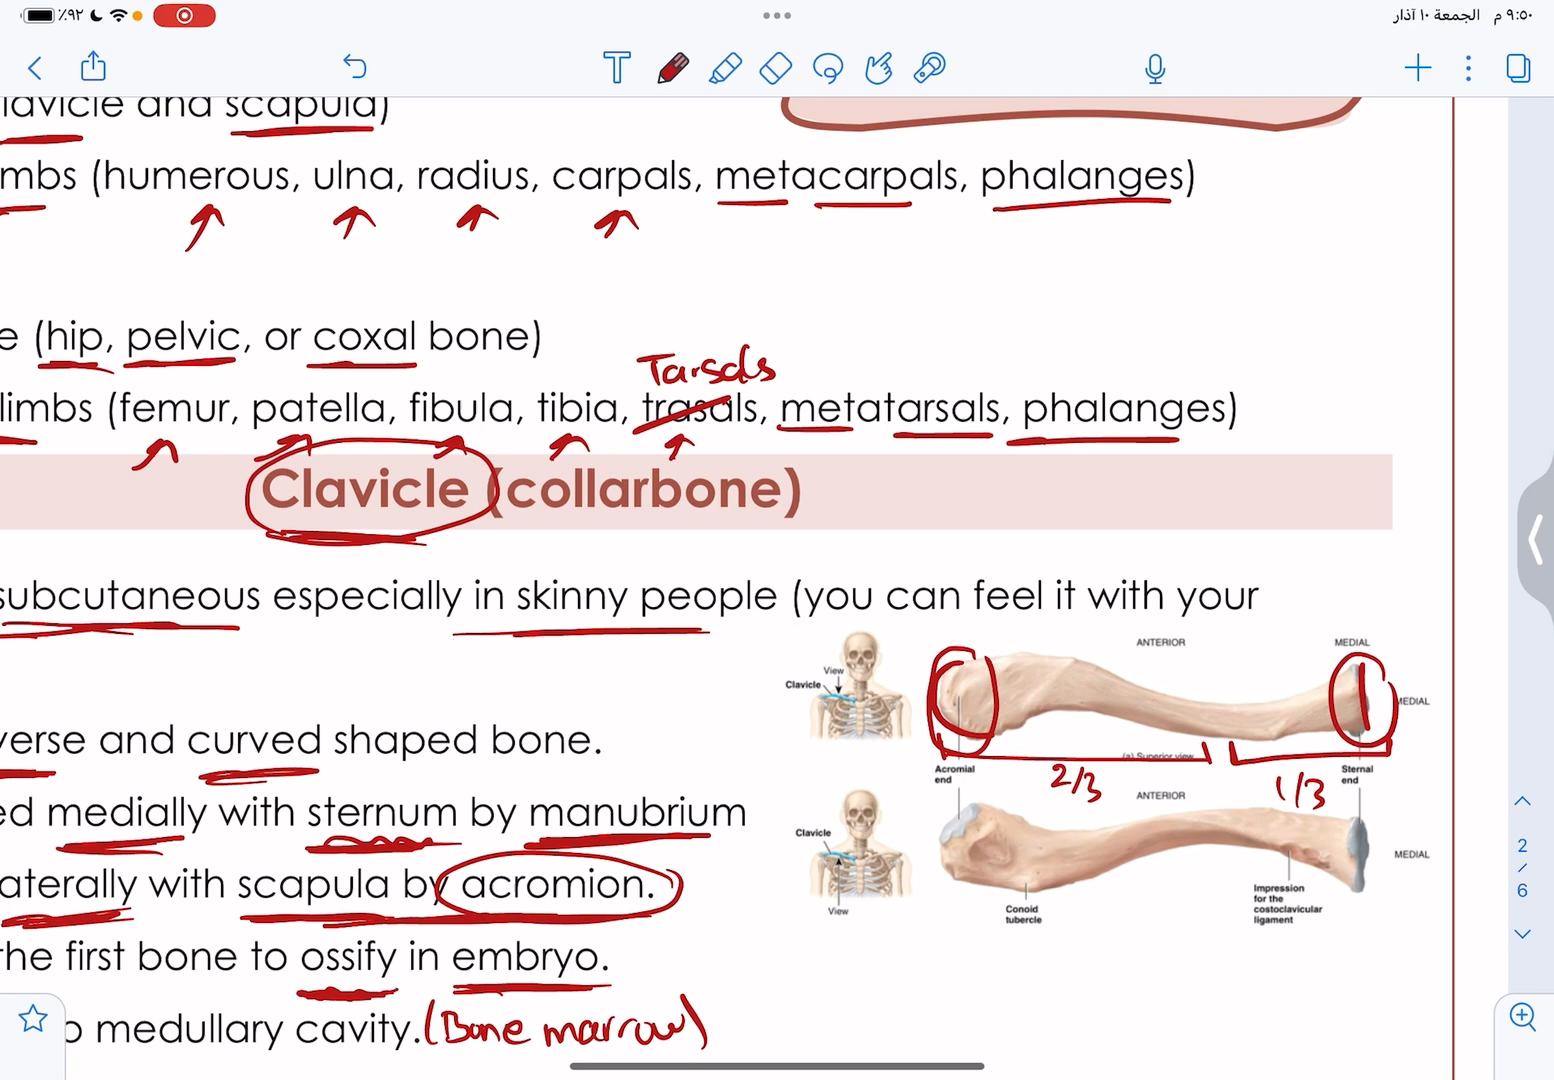 ٪٩٢
٩:٥٠ م الجمعة ١٠ آذار
lavicle and scapula)
mbs (humerous, ulna, radius, carpals, metacarpals, phalanges)
e (hip, pelvic, or coxal bone)
Tarsals
limbs (femur, patella, fibula, tibia, trasals, metatarsals, phalanges)
Clavicle (collarbone)
subcutaneous especially in skinny people (you can feel it with your
verse and curved shaped bone.
ed medially with sternum by manubrium
aterally with scapula by acromion.
the first bone to ossify in embryo.
o medullary cavity. (Bone marrow)
View
Clavicle
ANTERIOR
MEDIAL
MEDIAL
(a) Superior view
Acromial
end
2/3
1/3
Sternal
end
ANTERIOR
Clavicle
View
MEDIAL
Conoid
tubercle
Impression
for the
costoclavicular
ligament
2
/
6